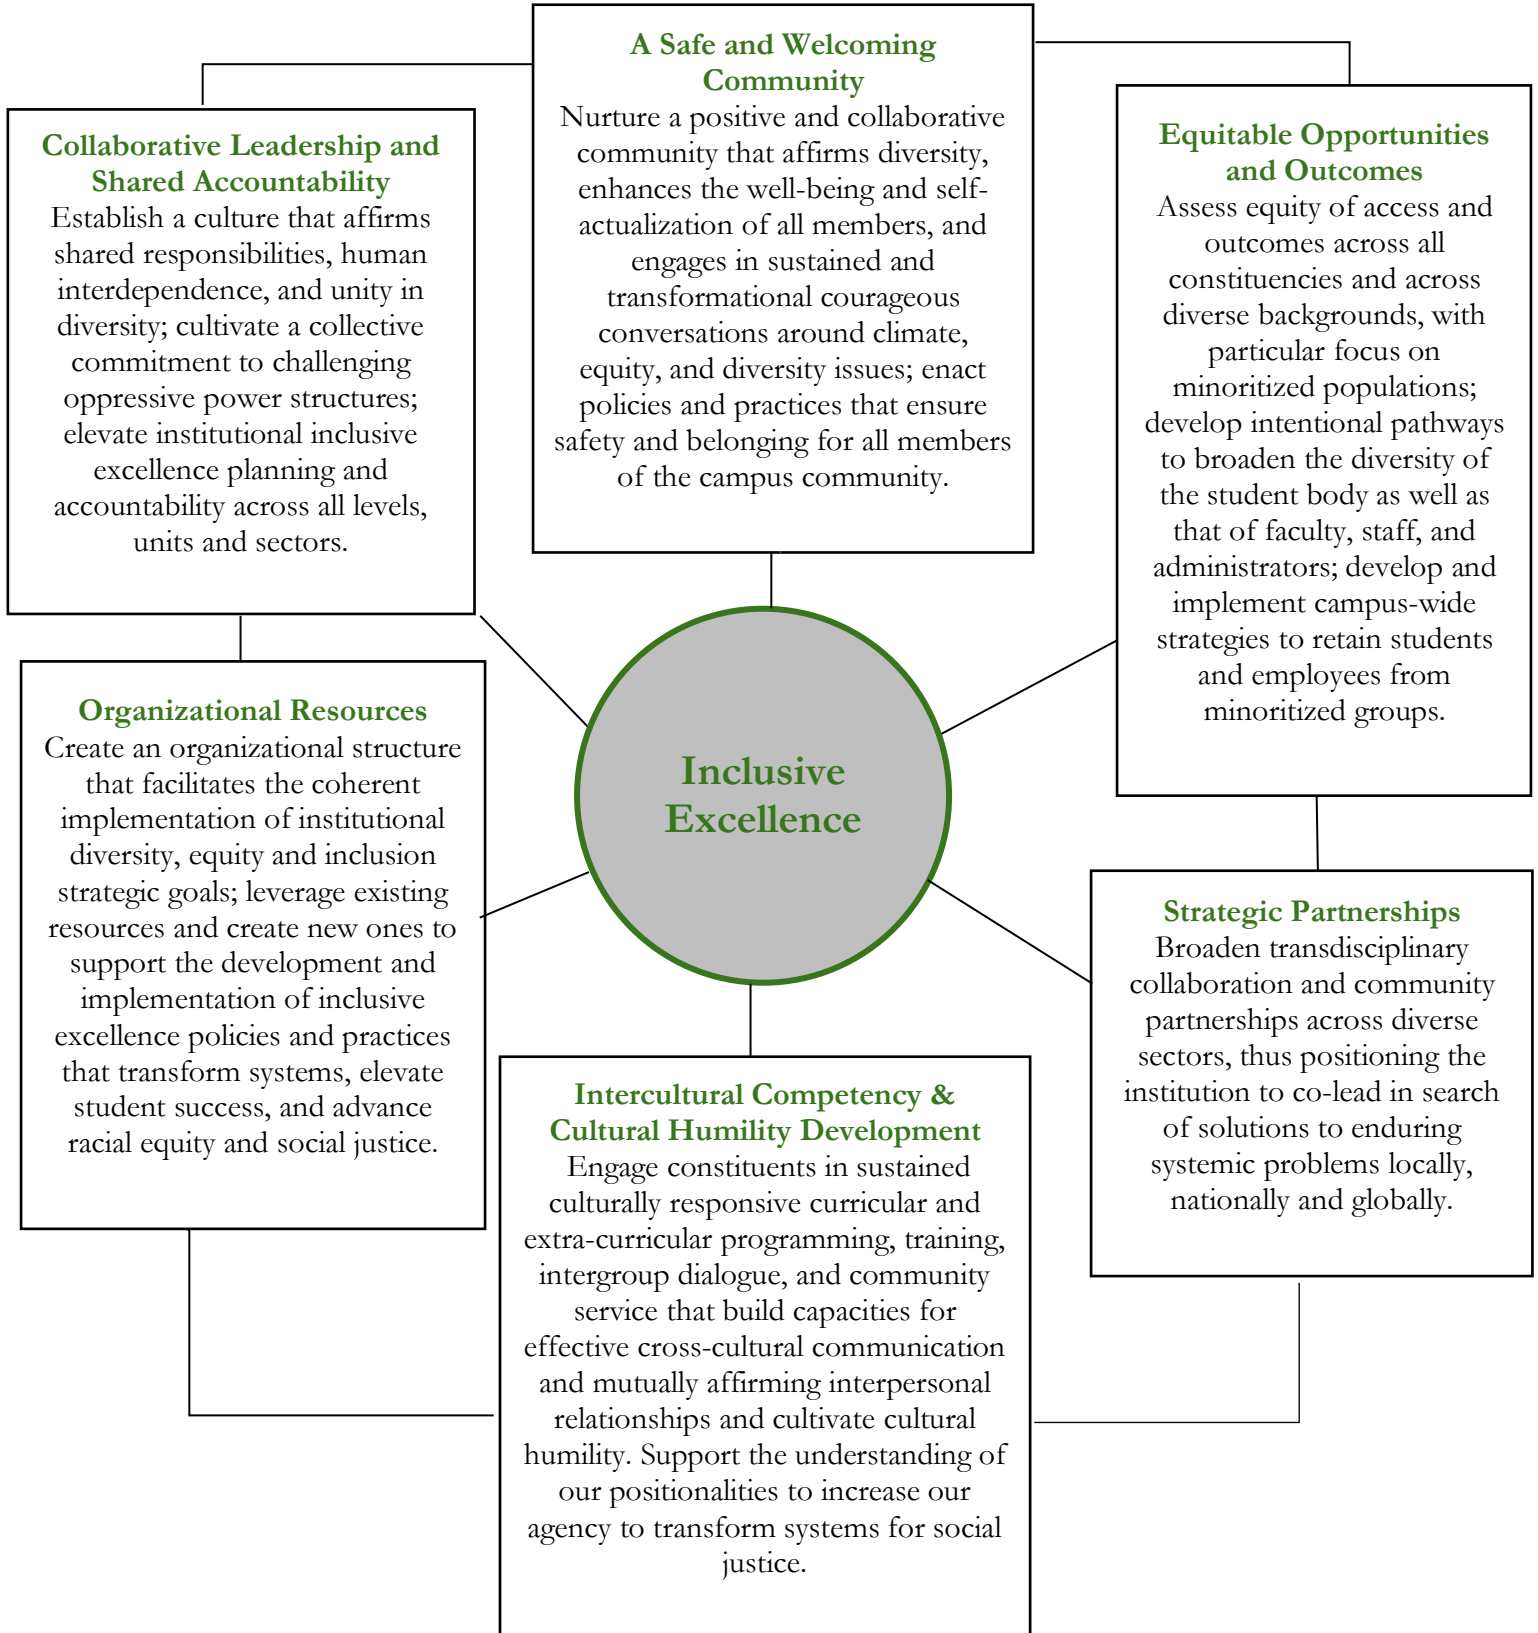 A Safe and Welcoming
Community
Nurture a positive and collaborative
community that affirms diversity,
enhances the well-being and self-
actualization of all members, and
engages in sustained and
transformational courageous
conversations around climate,
equity, and diversity issues; enact
policies and practices that ensure
safety and belonging for all members
of the campus community.
Collaborative Leadership and
Shared Accountability
Establish a culture that affirms
shared responsibilities, human
interdependence, and unity in
diversity; cultivate a collective
commitment to challenging
oppressive power structures;
elevate institutional inclusive
excellence planning and
accountability across all levels,
units and sectors.
Equitable Opportunities
and Outcomes
Assess equity of access and
outcomes across all
constituencies and across
diverse backgrounds, with
particular focus on
minoritized populations;
develop intentional pathways
to broaden the diversity of
the student body as well as
that of faculty, staff, and
administrators; develop and
implement campus-wide
strategies to retain students
and employees from
minoritized groups.
Inclusive
Excellence
Organizational Resources
Create an organizational structure
that facilitates the coherent
implementation of institutional
diversity, equity and inclusion
strategic goals; leverage existing
resources and create new ones to
support the development and
implementation of inclusive
excellence policies and practices
that transform systems, elevate
student success, and advance
racial equity and social justice.
Strategic Partnerships
Broaden transdisciplinary
collaboration and community
partnerships across diverse
sectors, thus positioning the
institution to co-lead in search
of solutions to enduring
systemic problems locally,
nationally and globally.
Intercultural Competency &
Cultural Humility Development
Engage constituents in sustained
culturally responsive curricular and
extra-curricular programming, training,
intergroup dialogue, and community
service that build capacities for
effective cross-cultural communication
and mutually affirming interpersonal
relationships and cultivate cultural
humility. Support the understanding of
our positionalities to increase our
agency to transform systems for social
justice.